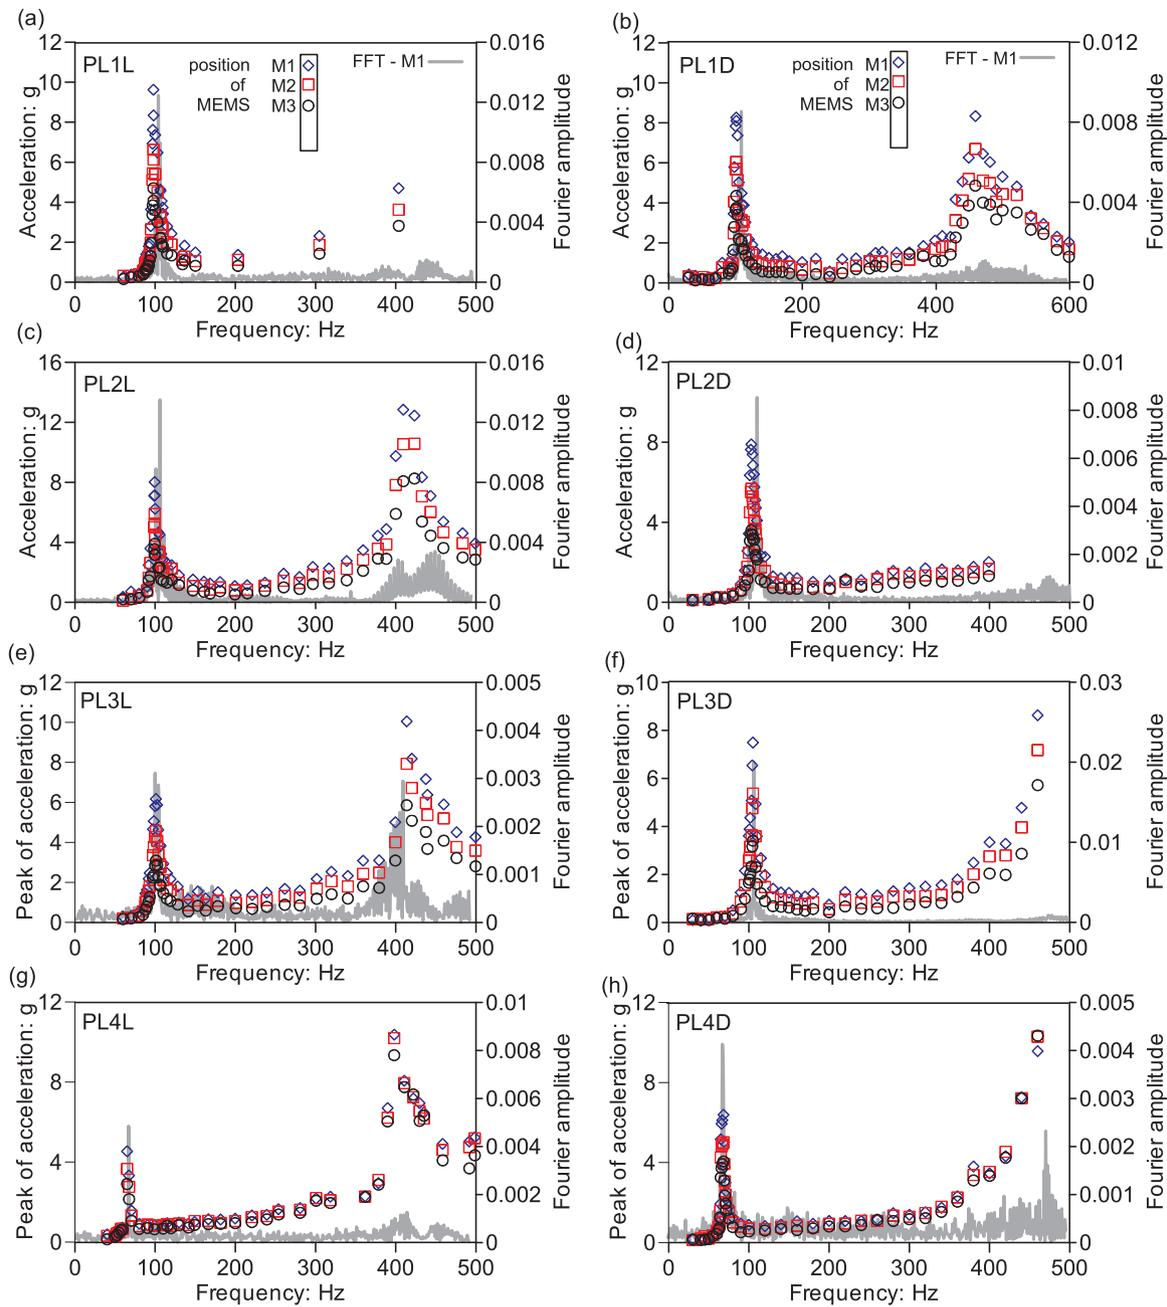 (a)
PL1L
position M1
of M2
MEMS M3
FFT - M1
12
10
8
6
4
2
0
0.016
0.012
0.008
0.004
0
0 100 200 300 400 500
Acceleration: g
Fourier amplitude
Frequency: Hz
(b)
PL1D
position M1
of M2
MEMS M3
FFT - M1
12
10
8
6
4
2
0
0.012
0.008
0.004
0
0 200 400 600
Acceleration: g
Fourier amplitude
Frequency: Hz
(c)
PL2L
16
12
8
4
0
0.016
0.012
0.008
0.004
0
0 100 200 300 400 500
Acceleration: g
Fourier amplitude
Frequency: Hz
(d)
PL2D
12
8
4
0
0.01
0.008
0.006
0.004
0.002
0
0 100 200 300 400 500
Acceleration: g
Fourier amplitude
Frequency: Hz
(e)
PL3L
12
10
8
6
4
2
0
0.005
0.004
0.003
0.002
0.001
0
0 100 200 300 400 500
Peak of acceleration: g
Fourier amplitude
Frequency: Hz
(f)
PL3D
10
8
6
4
2
0
0.03
0.02
0.01
0
0 100 200 300 400 500
Peak of acceleration: g
Fourier amplitude
Frequency: Hz
(g)
PL4L
12
8
4
0
0.01
0.008
0.006
0.004
0.002
0
0 100 200 300 400 500
Peak of acceleration: g
Fourier amplitude
Frequency: Hz
(h)
PL4D
12
8
4
0
0.005
0.004
0.003
0.002
0.001
0
0 100 200 300 400 500
Peak of acceleration: g
Fourier amplitude
Frequency: Hz